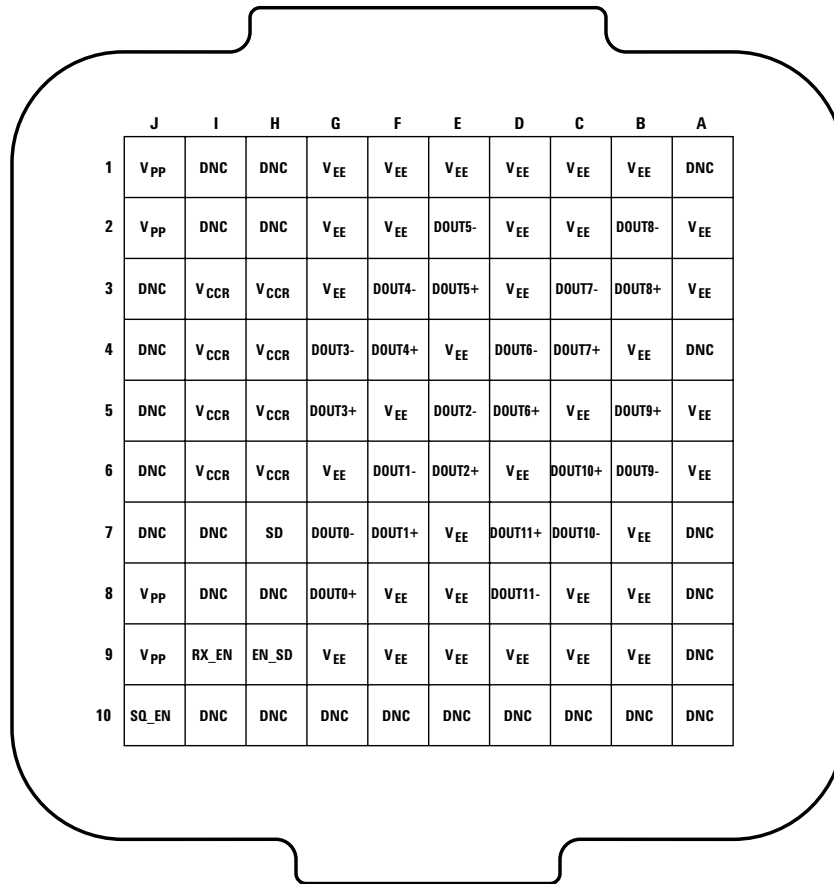 J I H G F E D C B A
1 VPP DNC DNC VEE VEE VEE VEE VEE VEE DNC
2 VPP DNC DNC VEE VEE DOUT5- VEE VEE DOUT8- VEE
3 DNC VCCR VCCR VEE DOUT4- DOUT5+ VEE DOUT7- DOUT8+ VEE
4 DNC VCCR VCCR DOUT3- DOUT4+ VEE DOUT6- DOUT7+ VEE DNC
5 DNC VCCR VCCR DOUT3+ VEE DOUT2- DOUT6+ VEE DOUT9+ VEE
6 DNC VCCR VCCR VEE DOUT1- DOUT2+ VEE DOUT10+ DOUT9- VEE
7 DNC DNC SD DOUT0- DOUT1+ VEE DOUT11+ DOUT10- VEE DNC
8 VPP DNC DNC DOUT0+ VEE VEE DOUT11- VEE VEE DNC
9 VPP RX_EN EN_SD VEE VEE VEE VEE VEE VEE DNC
10 SQ_EN DNC DNC DNC DNC DNC DNC DNC DNC DNC